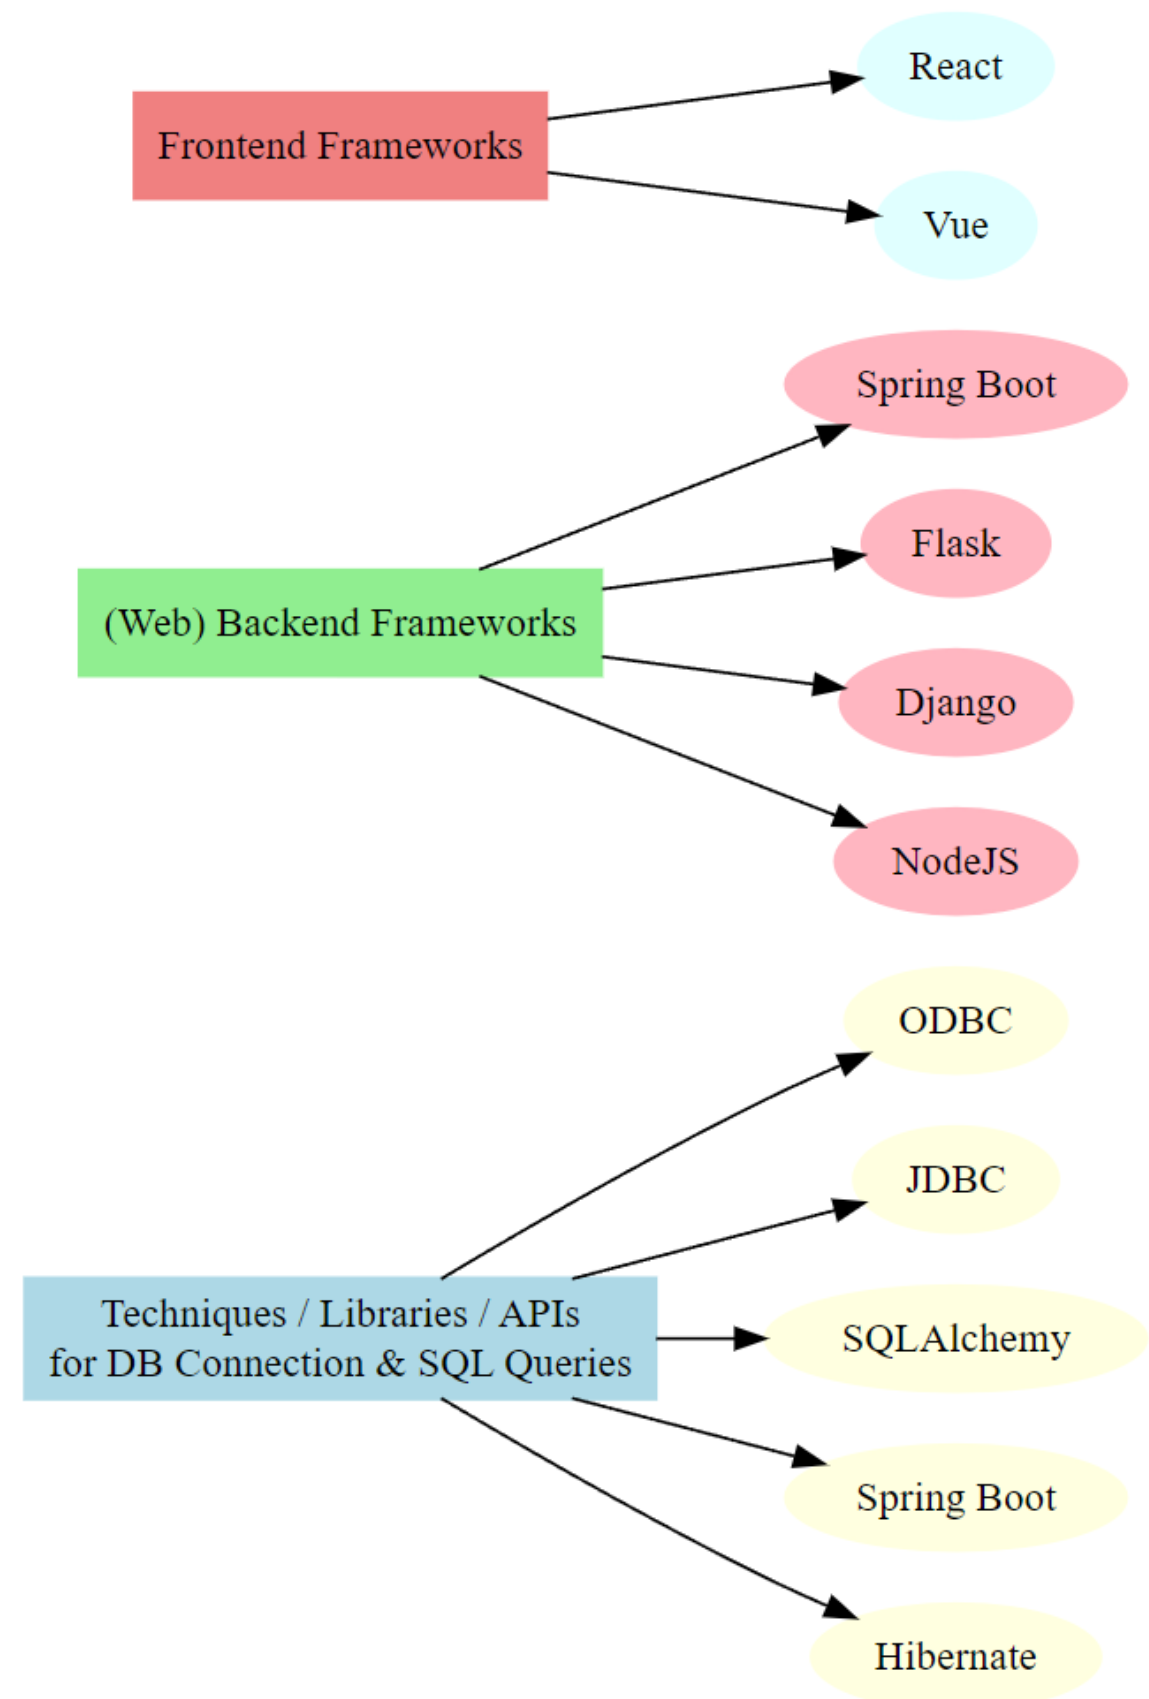 Frontend Frameworks
React
Vue
(Web) Backend Frameworks
Spring Boot
Flask
Django
NodeJS
Techniques / Libraries / APIs
for DB Connection & SQL Queries
ODBC
JDBC
SQLAlchemy
Spring Boot
Hibernate